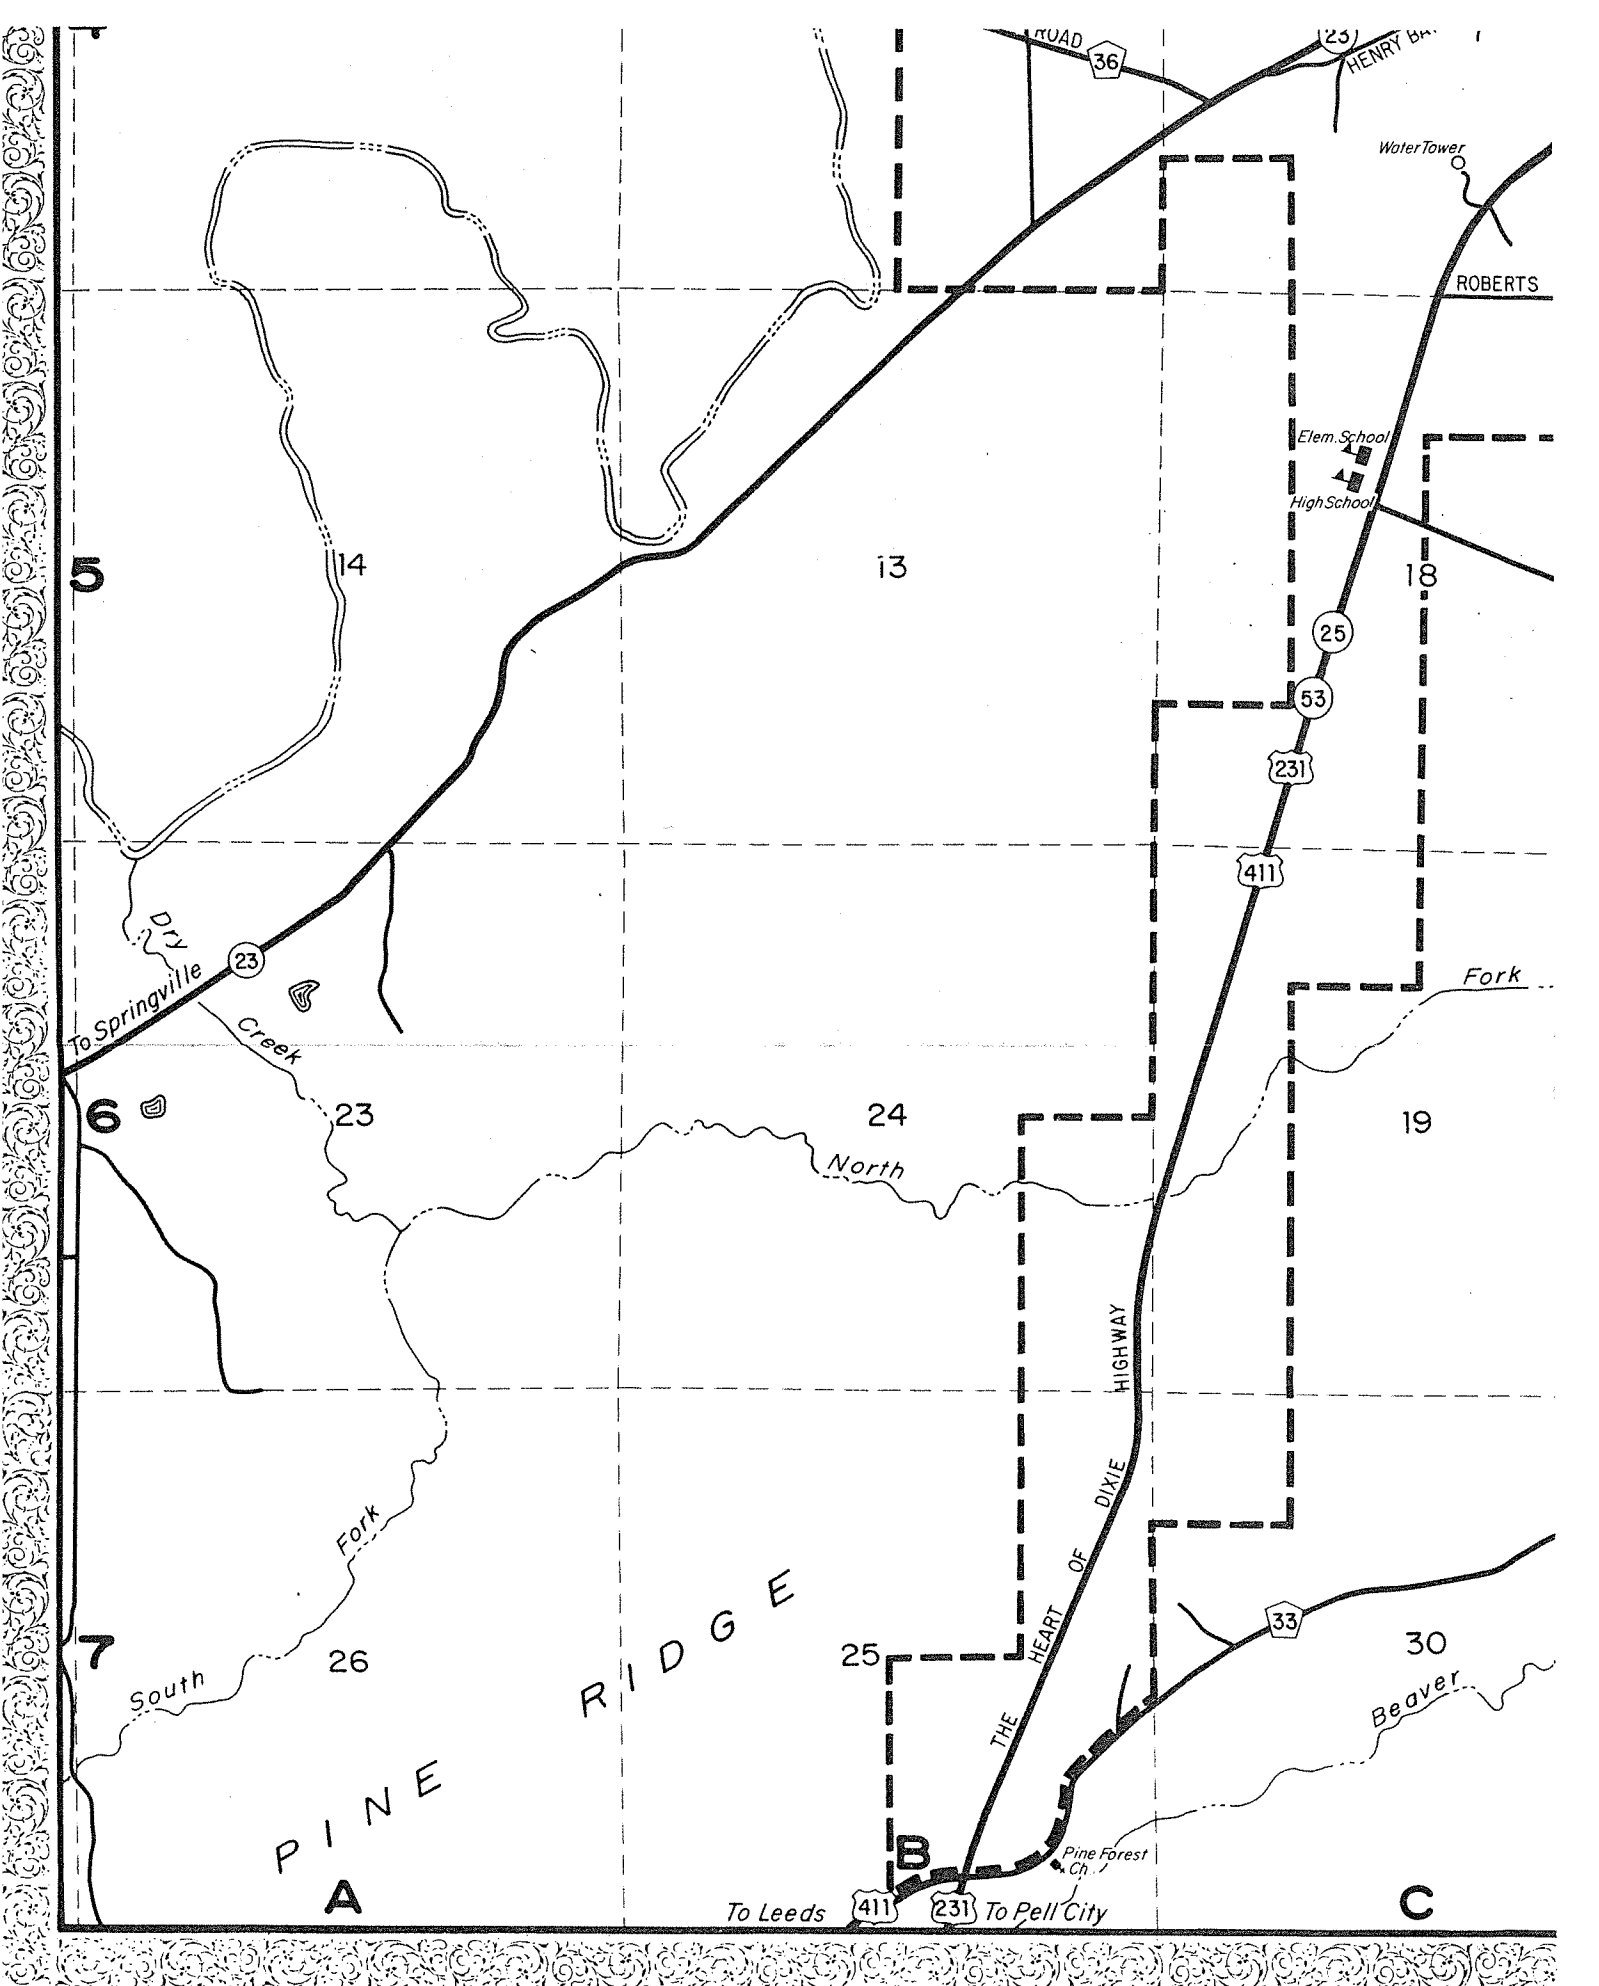 ROAD
36
23
HENRY
Water Tower
ROBERTS
Elem. School
High School
5
14
13
18
25
53
231
411
Dry
To Springville
23
Creek
Fork
6
23
24
19
North
HIGHWAY
DIXIE
OF
HEART
THE
Fork
33
7
South
26
25
30
Beaver
PINE RIDGE
B
Pine Forest
Ch.
A
To Leeds
411
231
To Pell City
C